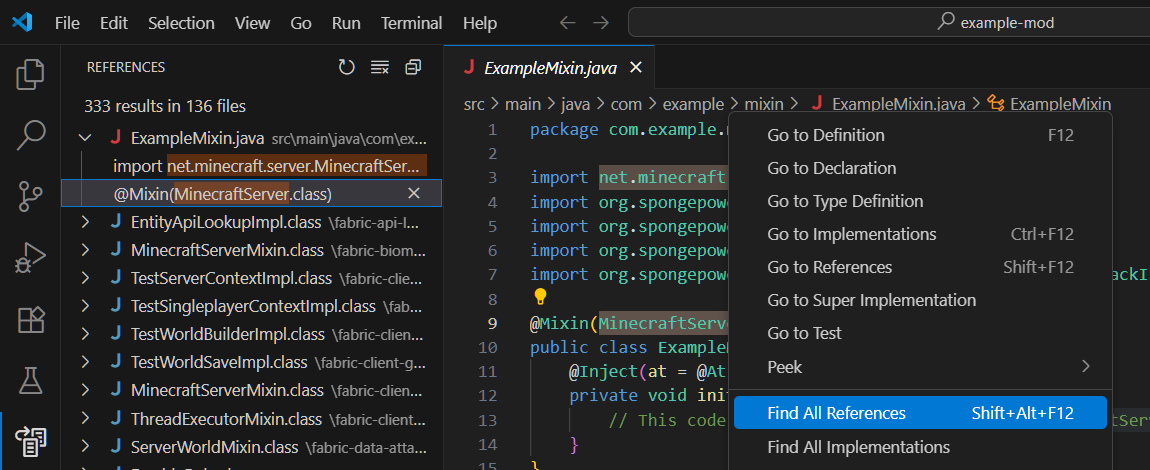 File Edit Selection View Go Run Terminal Help
example-mod
REFERENCES
333 results in 136 files
ExampleMixin.java src\main\java\com\ex...
import net.minecraft.server.MinecraftSer...
@Mixin(MinecraftServer.class)
EntityApiLookupImpl.class \fabric-api-l...
MinecraftServerMixin.class \fabric-biom...
TestServerContextImpl.class \fabric-clie...
TestSingleplayerContextImpl.class \fab...
TestWorldBuilderImpl.class \fabric-clien...
TestWorldSaveImpl.class \fabric-client-g...
MinecraftServerMixin.class \fabric-clien...
ThreadExecutorMixin.class \fabric-clien...
ServerWorldMixin.class \fabric-data-atta...
ExampleMixin.java
src > main > java > com > example > mixin > ExampleMixin.java > ExampleMixin
1 package com.example.
2
3 import net.minecraft
4 import org.spongepow
5 import org.spongepow
6 import org.spongepow
7 import org.spongepow ackI
8
9 @Mixin(MinecraftServ
10 public class Example
11 @Inject(at = @At
12 private void ini
13 // This code tServ
14 }
15 }
Go to Definition F12
Go to Declaration
Go to Type Definition
Go to Implementations Ctrl+F12
Go to References Shift+F12
Go to Super Implementation
Go to Test
Peek
Find All References Shift+Alt+F12
Find All Implementations